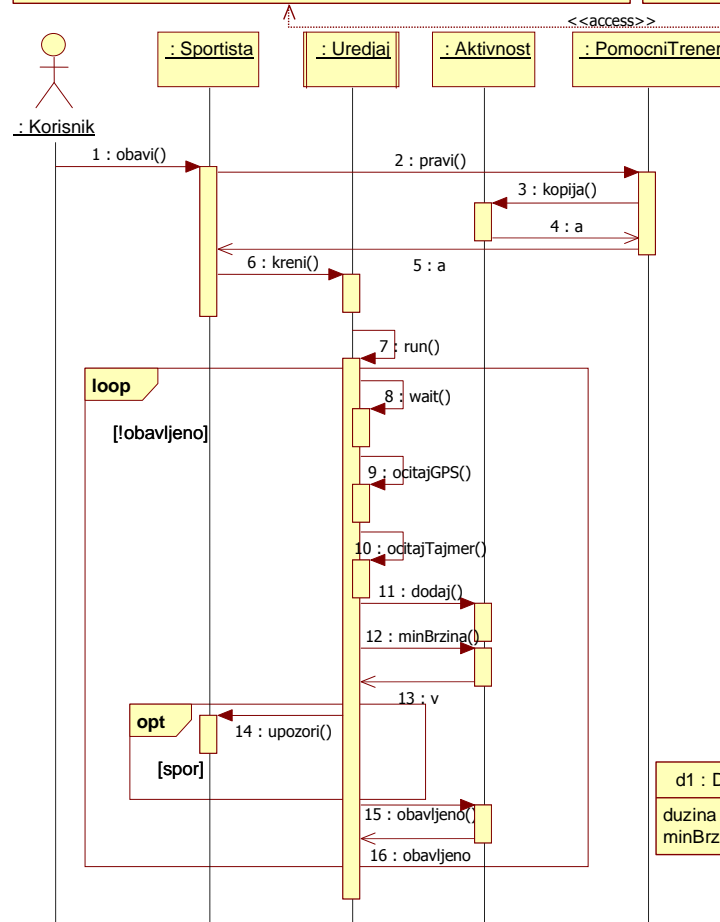 <<access>>
: Sportista
: Uredjaj
: Aktivnost
: PomocniTrener
: Korisnik
1 : obavi()
2 : pravi()
3 : kopija()
4 : a
5 : a
6 : kreni()
7 : run()
loop
8 : wait()
[!obavljeno]
9 : ocitajGPS()
10 : ocitajTajmer()
11 : dodaj()
12 : minBrzina()
13 : v
opt
14 : upozori()
[spor]
d1 : D
15 : obavljeno()
duzina
minBrz
16 : obavljeno